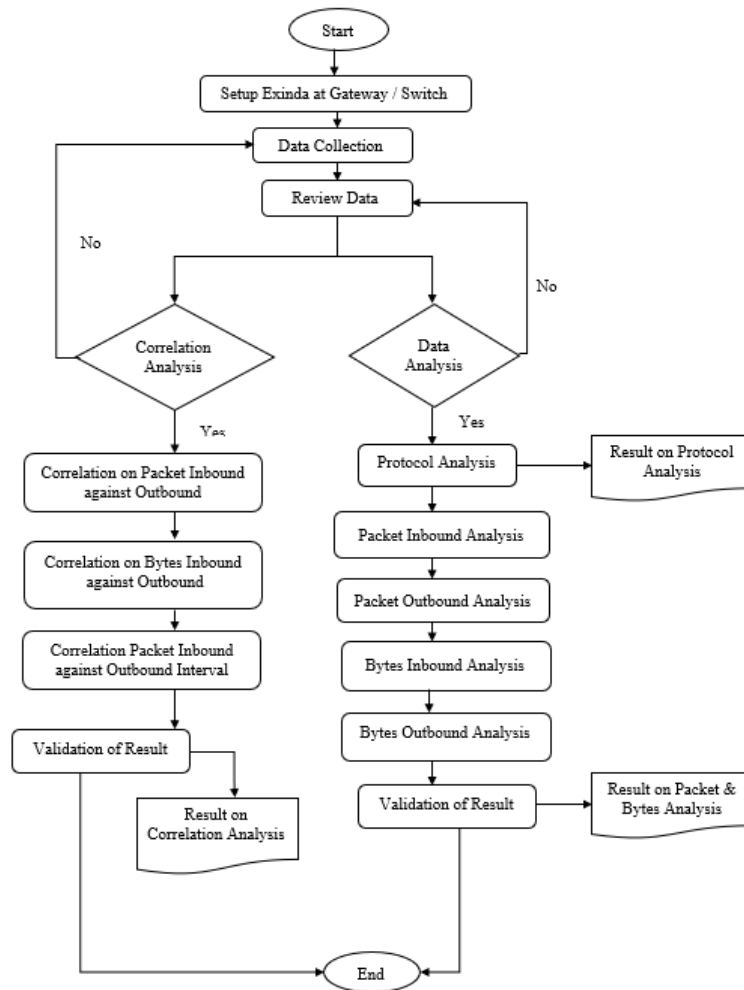 Start
Setup Exinda at Gateway / Switch
Data Collection
Review Data
No
No
Correlation
Analysis
Data
Analysis
Yes
Yes
Correlation on Packet Inbound
against Outbound
Protocol Analysis
Result on Protocol
Analysis
Packet Inbound Analysis
Correlation on Bytes Inbound
against Outbound
Packet Outbound Analysis
Correlation Packet Inbound
against Outbound Interval
Bytes Inbound Analysis
Bytes Outbound Analysis
Validation of Result
Result on
Correlation Analysis
Validation of Result
Result on Packet &
Bytes Analysis
End